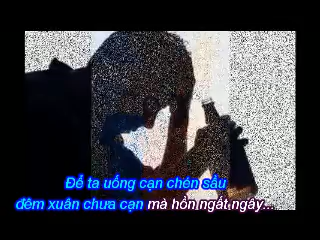 Để ta uống cạn chén sầu
đêm xuân chưa cạn mà hồn ngất ngây...